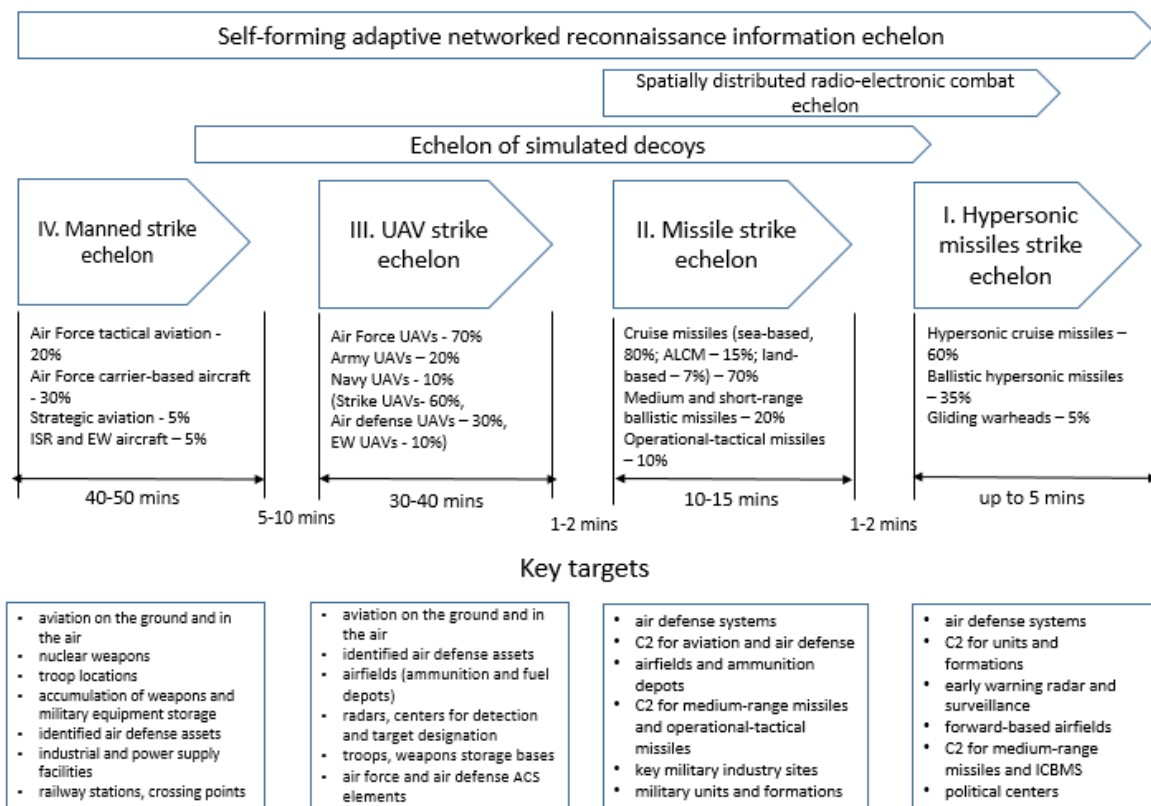 Self-forming adaptive networked reconnaissance information echelon
Spatially distributed radio-electronic combat
echelon
Echelon of simulated decoys
IV. Manned strike
echelon
III. UAV strike
echelon
II. Missile strike
echelon
I. Hypersonic
missiles strike
echelon
Air Force tactical aviation -
20%
Air Force carrier-based aircraft
- 30%
Strategic aviation - 5%
ISR and EW aircraft – 5%
Air Force UAVs - 70%
Army UAVs – 20%
Navy UAVs - 10%
(Strike UAVs- 60%,
Air defense UAVs – 30%,
EW UAVs - 10%)
Cruise missiles (sea-based,
80%; ALCM – 15%; land-
based – 7%) – 70%
Medium and short-range
ballistic missiles – 20%
Operational-tactical missiles
– 10%
Hypersonic cruise missiles –
60%
Ballistic hypersonic missiles
– 35%
Gliding warheads – 5%
40-50 mins
5-10 mins
30-40 mins
1-2 mins
10-15 mins
1-2 mins
up to 5 mins
Key targets
- aviation on the ground and in
the air
- nuclear weapons
- troop locations
- accumulation of weapons and
military equipment storage
- identified air defense assets
- industrial and power supply
facilities
- railway stations, crossing points
- aviation on the ground and in
the air
- identified air defense assets
- airfields (ammunition and fuel
depots)
- radars, centers for detection
and target designation
- troops, weapons storage bases
- air force and air defense ACS
elements
• air defense systems
• C2 for aviation and air defense
• airfields and ammunition
depots
• C2 for medium-range missiles
and operational-tactical
missiles
• key military industry sites
• military units and formations
• air defense systems
• C2 for units and
formations
• early warning radar and
surveillance
• forward-based airfields
• C2 for medium-range
missiles and ICBMS
• political centers